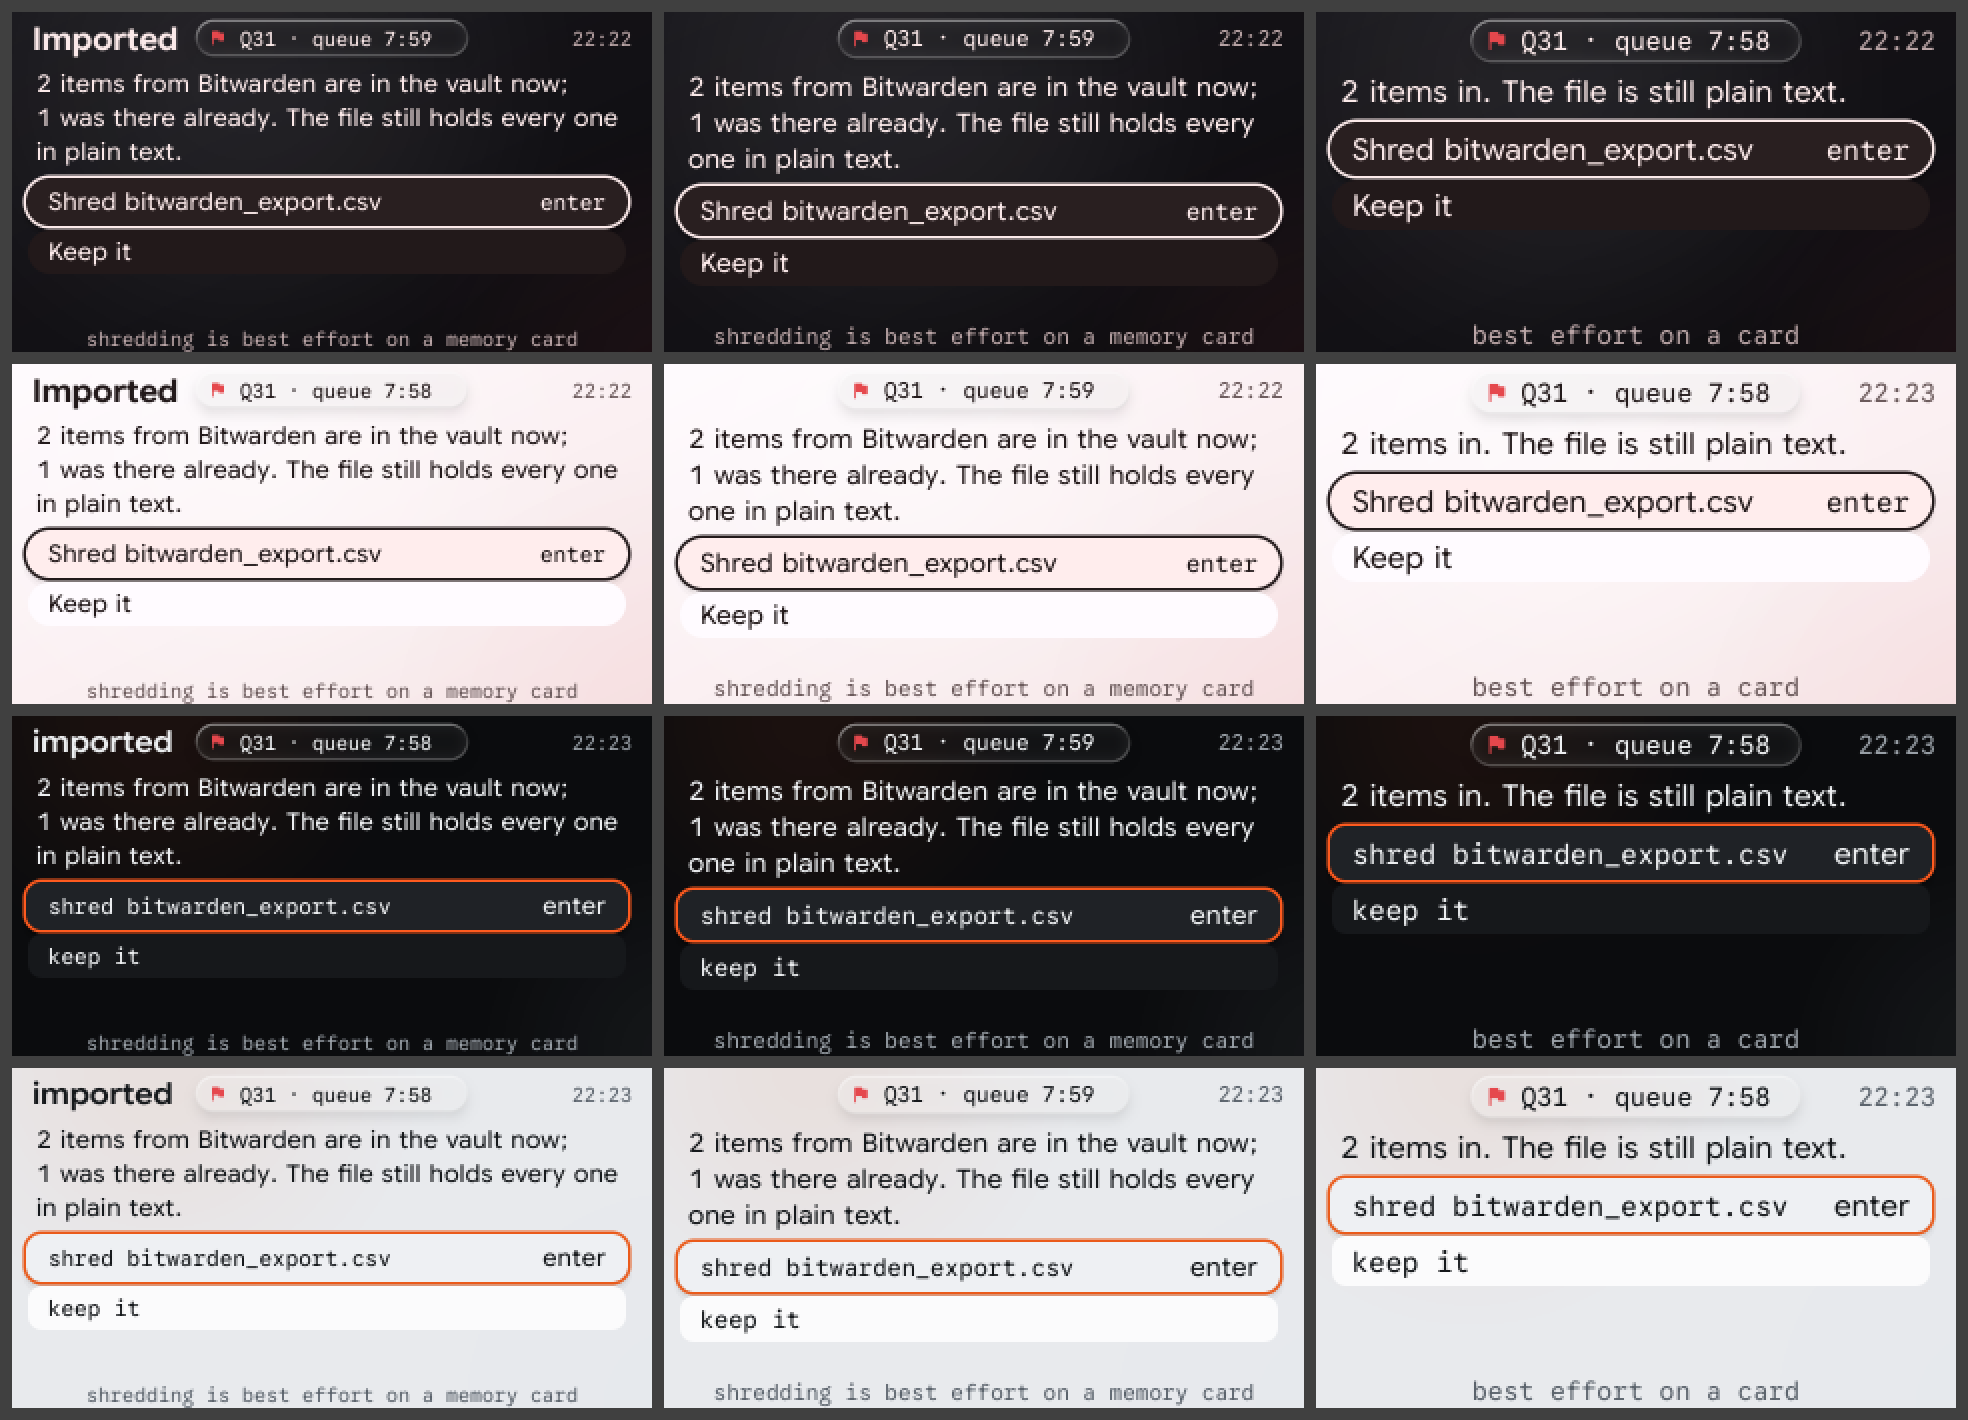 Imported Q31 · queue 7:59 22:22
2 items from Bitwarden are in the vault now;
1 was there already. The file still holds every one
in plain text.
Shred bitwarden_export.csv enter
Keep it
shredding is best effort on a memory card
Q31 · queue 7:59 22:22
2 items from Bitwarden are in the vault now;
1 was there already. The file still holds every
one in plain text.
Shred bitwarden_export.csv enter
Keep it
shredding is best effort on a memory card
Q31 · queue 7:58 22:22
2 items in. The file is still plain text.
Shred bitwarden_export.csv enter
Keep it
best effort on a card
Imported Q31 · queue 7:58 22:22
2 items from Bitwarden are in the vault now;
1 was there already. The file still holds every one
in plain text.
Shred bitwarden_export.csv enter
Keep it
shredding is best effort on a memory card
Q31 · queue 7:59 22:22
2 items from Bitwarden are in the vault now;
1 was there already. The file still holds every
one in plain text.
Shred bitwarden_export.csv enter
Keep it
shredding is best effort on a memory card
Q31 · queue 7:58 22:23
2 items in. The file is still plain text.
Shred bitwarden_export.csv enter
Keep it
best effort on a card
imported Q31 · queue 7:58 22:23
2 items from Bitwarden are in the vault now;
1 was there already. The file still holds every one
in plain text.
shred bitwarden_export.csv enter
keep it
shredding is best effort on a memory card
Q31 · queue 7:59 22:23
2 items from Bitwarden are in the vault now;
1 was there already. The file still holds every
one in plain text.
shred bitwarden_export.csv enter
keep it
shredding is best effort on a memory card
Q31 · queue 7:58 22:23
2 items in. The file is still plain text.
shred bitwarden_export.csv enter
keep it
best effort on a card
imported Q31 · queue 7:58 22:23
2 items from Bitwarden are in the vault now;
1 was there already. The file still holds every one
in plain text.
shred bitwarden_export.csv enter
keep it
shredding is best effort on a memory card
Q31 · queue 7:59 22:23
2 items from Bitwarden are in the vault now;
1 was there already. The file still holds every
one in plain text.
shred bitwarden_export.csv enter
keep it
shredding is best effort on a memory card
Q31 · queue 7:58 22:23
2 items in. The file is still plain text.
shred bitwarden_export.csv enter
keep it
best effort on a card